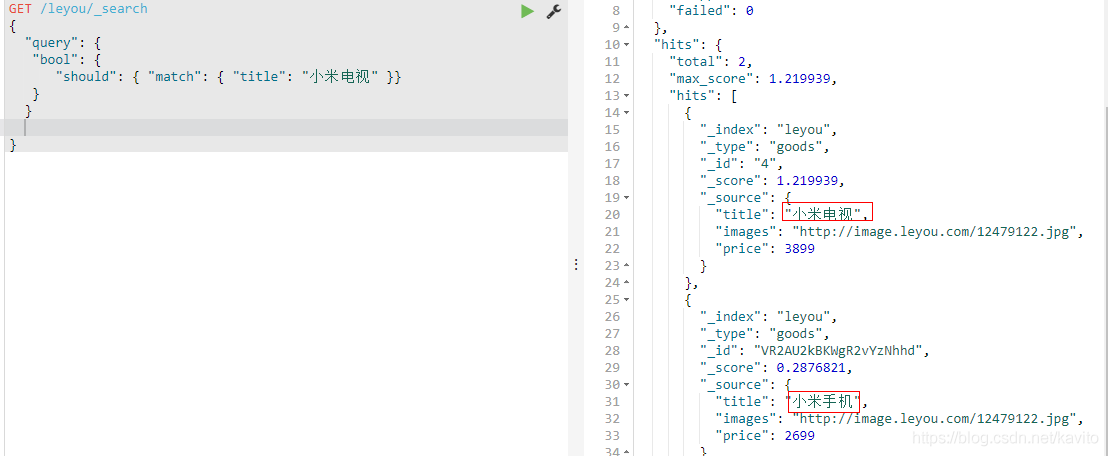 GET /leyou/_search
{
"query": {
"bool": {
"should": { "match": { "title": "小米电视" }}
}
}
}
8 "failed": 0
9 },
10 "hits": {
11 "total": 2,
12 "max_score": 1.219939,
13 "hits": [
14 {
15 "_index": "leyou",
16 "_type": "goods",
17 "_id": "4",
18 "_score": 1.219939,
19 "_source": {
20 "title": "小米电视",
21 "images": "http://image.leyou.com/12479122.jpg",
22 "price": 3899
23 }
24 },
25 {
26 "_index": "leyou",
27 "_type": "goods",
28 "_id": "VR2AU2kBKWgR2vYzNhhd",
29 "_score": 0.2876821,
30 "_source": {
31 "title": "小米手机",
32 "images": "http://image.leyou.com/12479122.jpg",
33 "price": 2699
34 }
https://blog.csdn.net/kavito